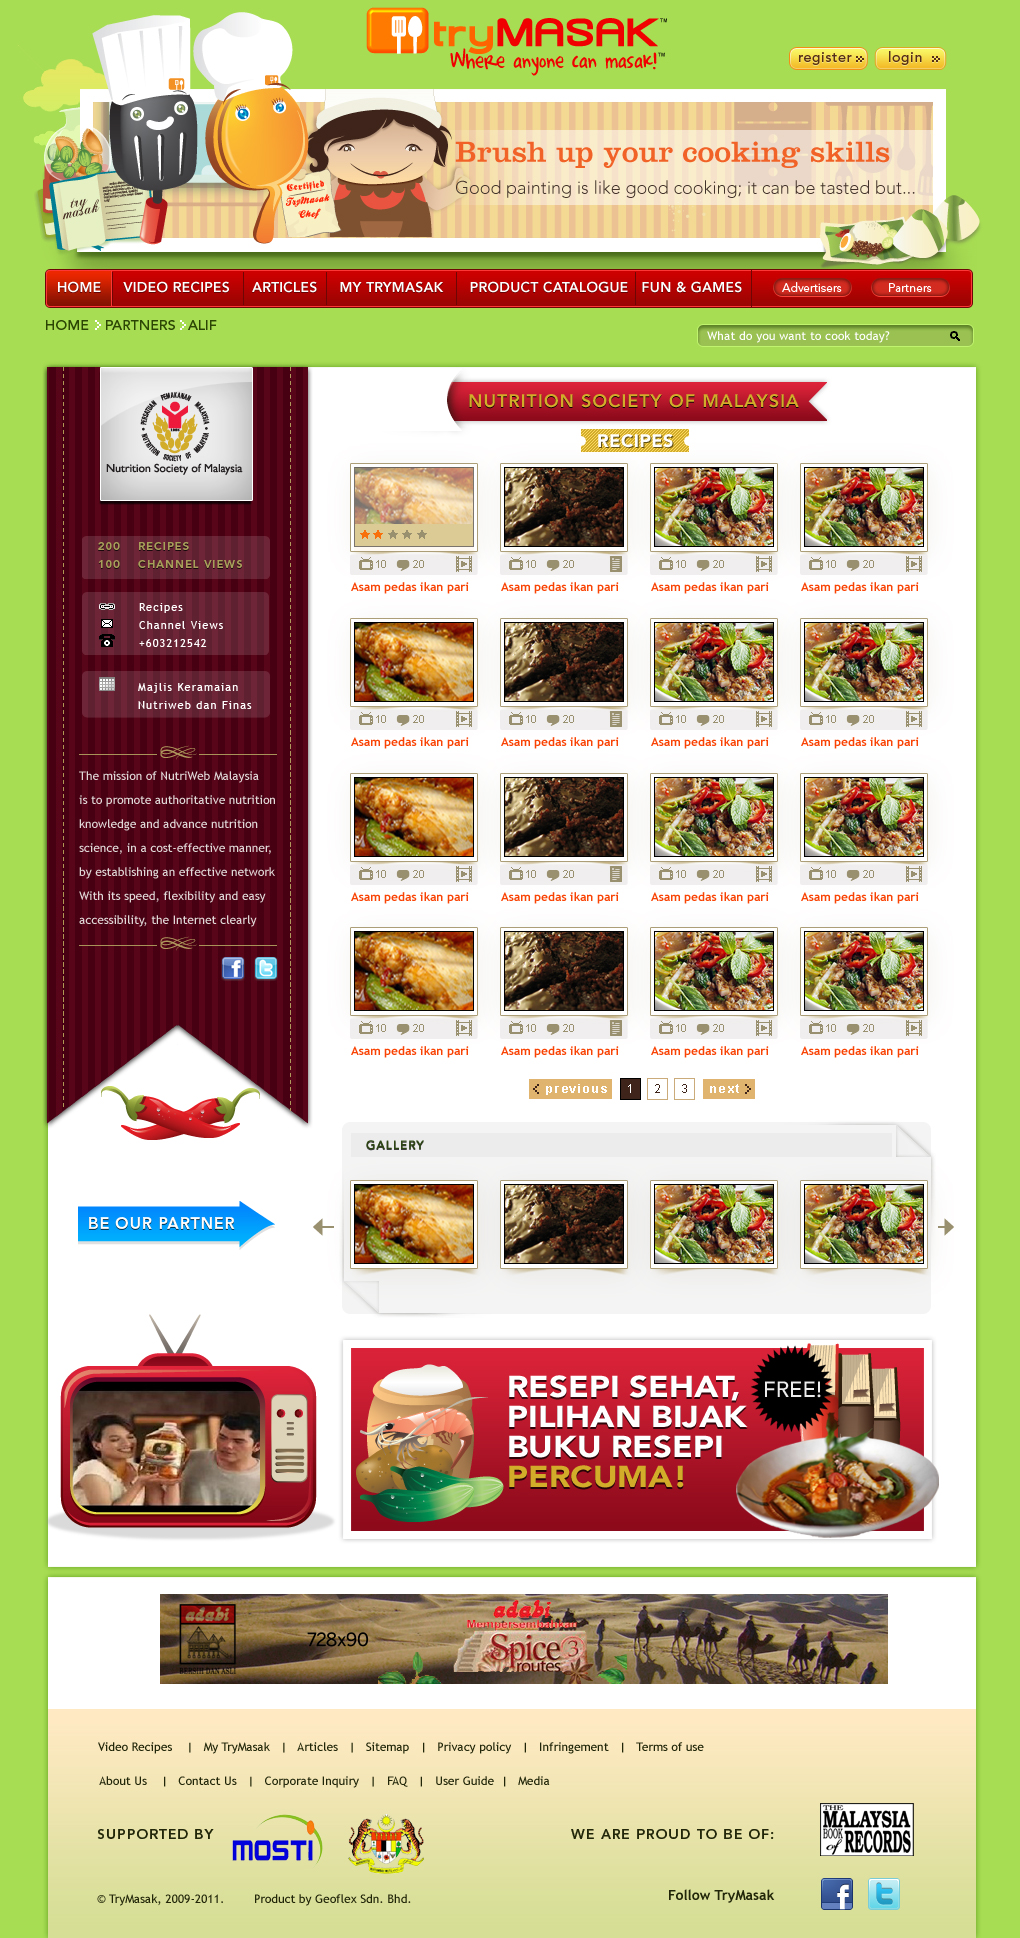 tryMASAK™
Where anyone can masak!™
register
login
try masak
Certified
TryMasak
Chef
Brush up your cooking skills
Good painting is like good cooking; it can be tasted but...
HOME
VIDEO RECIPES
ARTICLES
MY TRYMASAK
PRODUCT CATALOGUE
FUN & GAMES
Advertisers
Partners
HOME PARTNERS ALIF
What do you want to cook today?
PERSATUAN PEMAKANAN MALAYSIA
NUTRITION SOCIETY OF MALAYSIA
Nutrition Society of Malaysia
200 RECIPES
100 CHANNEL VIEWS
Recipes
Channel Views
+603212542
Majlis Keramaian
Nutriweb dan Finas
The mission of NutriWeb Malaysia
is to promote authoritative nutrition
knowledge and advance nutrition
science, in a cost-effective manner,
by establishing an effective network
With its speed, flexibility and easy
accessibility, the Internet clearly
BE OUR PARTNER
NUTRITION SOCIETY OF MALAYSIA
RECIPES
10 20 10 20 10 20 10 20
Asam pedas ikan pari Asam pedas ikan pari Asam pedas ikan pari Asam pedas ikan pari
10 20 10 20 10 20 10 20
Asam pedas ikan pari Asam pedas ikan pari Asam pedas ikan pari Asam pedas ikan pari
10 20 10 20 10 20 10 20
Asam pedas ikan pari Asam pedas ikan pari Asam pedas ikan pari Asam pedas ikan pari
10 20 10 20 10 20 10 20
Asam pedas ikan pari Asam pedas ikan pari Asam pedas ikan pari Asam pedas ikan pari
previous 1 2 3 next
GALLERY
RESEPI SEHAT,
PILIHAN BIJAK
BUKU RESEPI
PERCUMA!
FREE!
adabi
BERSIH DAN ASLI
728x90
adabi
Mempersembahkan
Spice 3
routes
Video Recipes | My TryMasak | Articles | Sitemap | Privacy policy | Infringement | Terms of use
About Us | Contact Us | Corporate Inquiry | FAQ | User Guide | Media
SUPPORTED BY
MOSTI
WE ARE PROUD TO BE OF:
THE MALAYSIA
BOOK of RECORDS
© TryMasak, 2009-2011. Product by Geoflex Sdn. Bhd.
Follow TryMasak